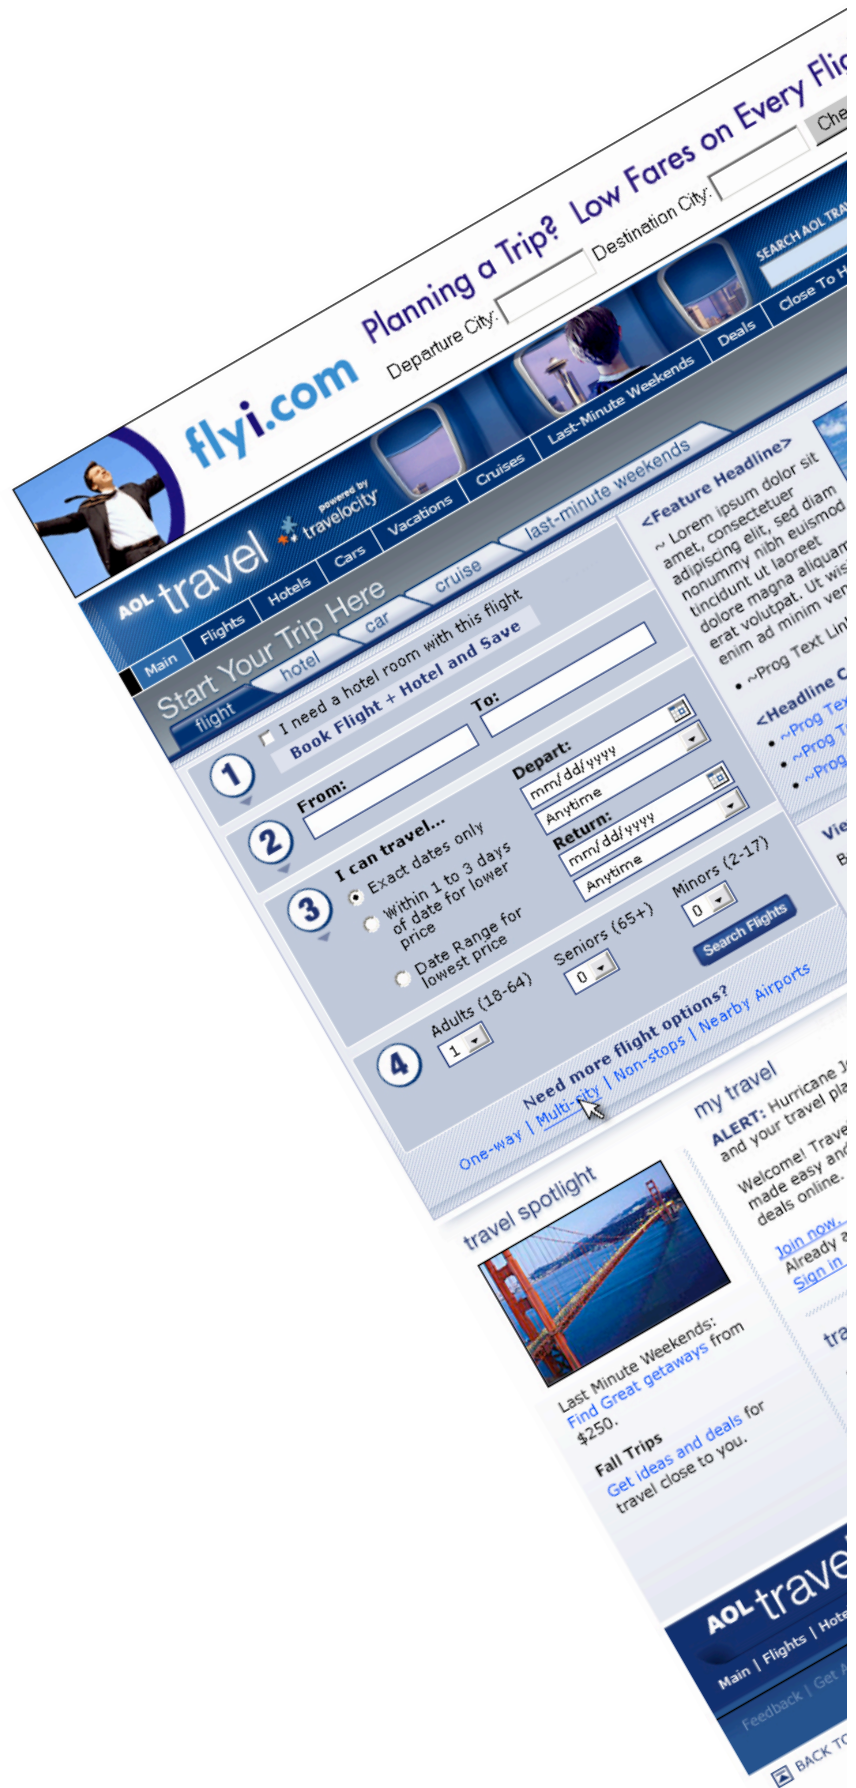 Planning a Trip? Low Fares on Every
Departure City: Destination City:
flyi.com
SEARCH AOL
AOL travel powered by travelocity
Main Flights Hotels Cars Vacations Cruises Last-Minute Weekends Deals Close To
Start Your Trip Here
flight hotel car cruise last-minute weekends
1
I need a hotel room with this flight
Book Flight + Hotel and Save
2
From: To:
3
I can travel...
Exact dates only
Within 1 to 3 days
of date for lower
price
Date Range for
lowest price
Depart:
mm/dd/yyyy
Anytime
Return:
mm/dd/yyyy
Anytime
4
Adults (18-64)
1
Seniors (65+)
0
Minors (2-17)
0
Search Flights
Need more flight options?
One-way | Multi-city | Non-stops | Nearby Airports
<Feature Headline>
~ Lorem ipsum dolor sit
amet, consectetuer
adipiscing elit, sed diam
nonummy nibh euismod
tincidunt ut laoreet
dolore magna aliquam
erat volutpat. Ut wis
enim ad minim ven
• ~Prog Text Lin
<Headline C
• ~Prog Te
• ~Prog T
• ~Prog
Vie
B
travel spotlight
Last Minute Weekends:
Find Great getaways from
$250.
Fall Trips
Get ideas and deals for
travel close to you.
my travel
ALERT: Hurricane J
and your travel pla
Welcome! Trave
made easy and
deals online.
Join now.
Already a
Sign in
tra
AOL trave
Main | Flights | Hote
Feedback | Get A
BACK TO